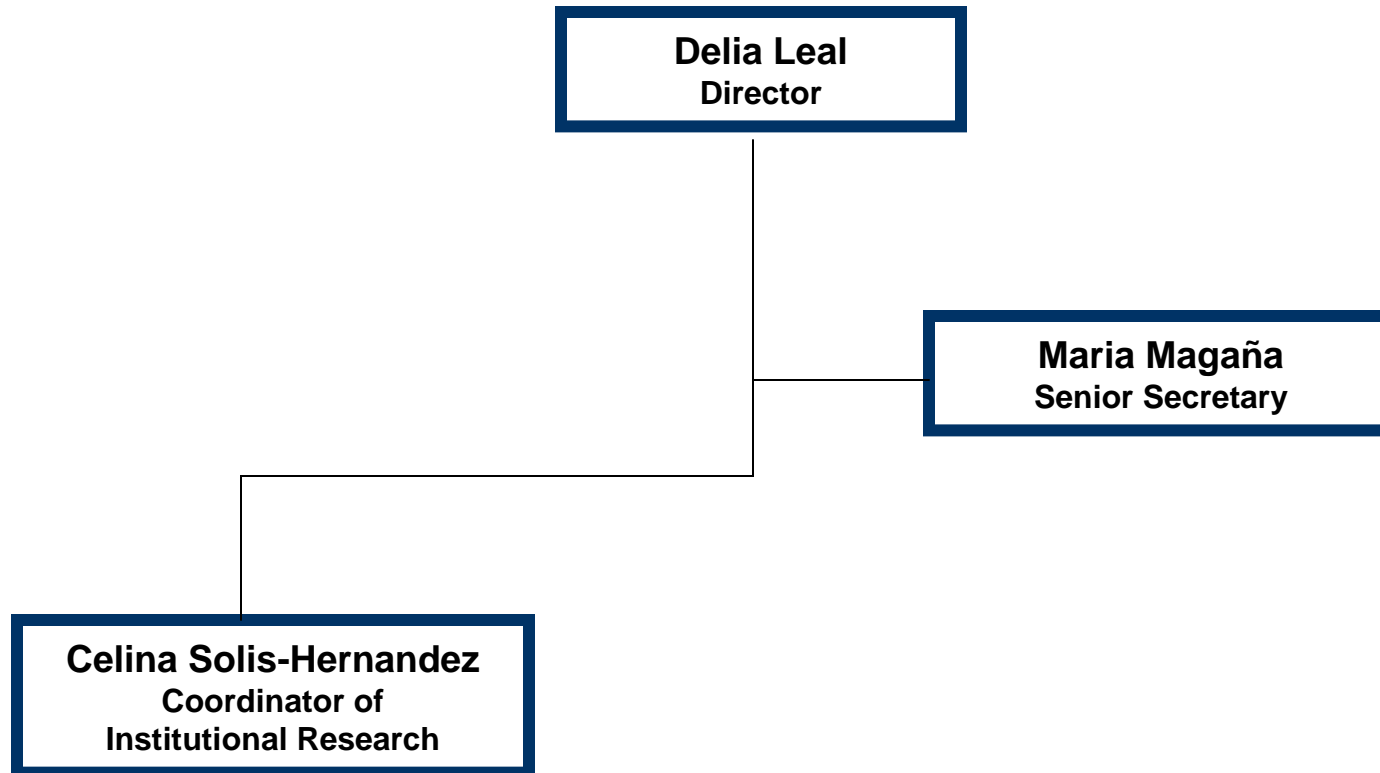 Delia Leal
Director
Maria Magaña
Senior Secretary
Celina Solis-Hernandez
Coordinator of
Institutional Research